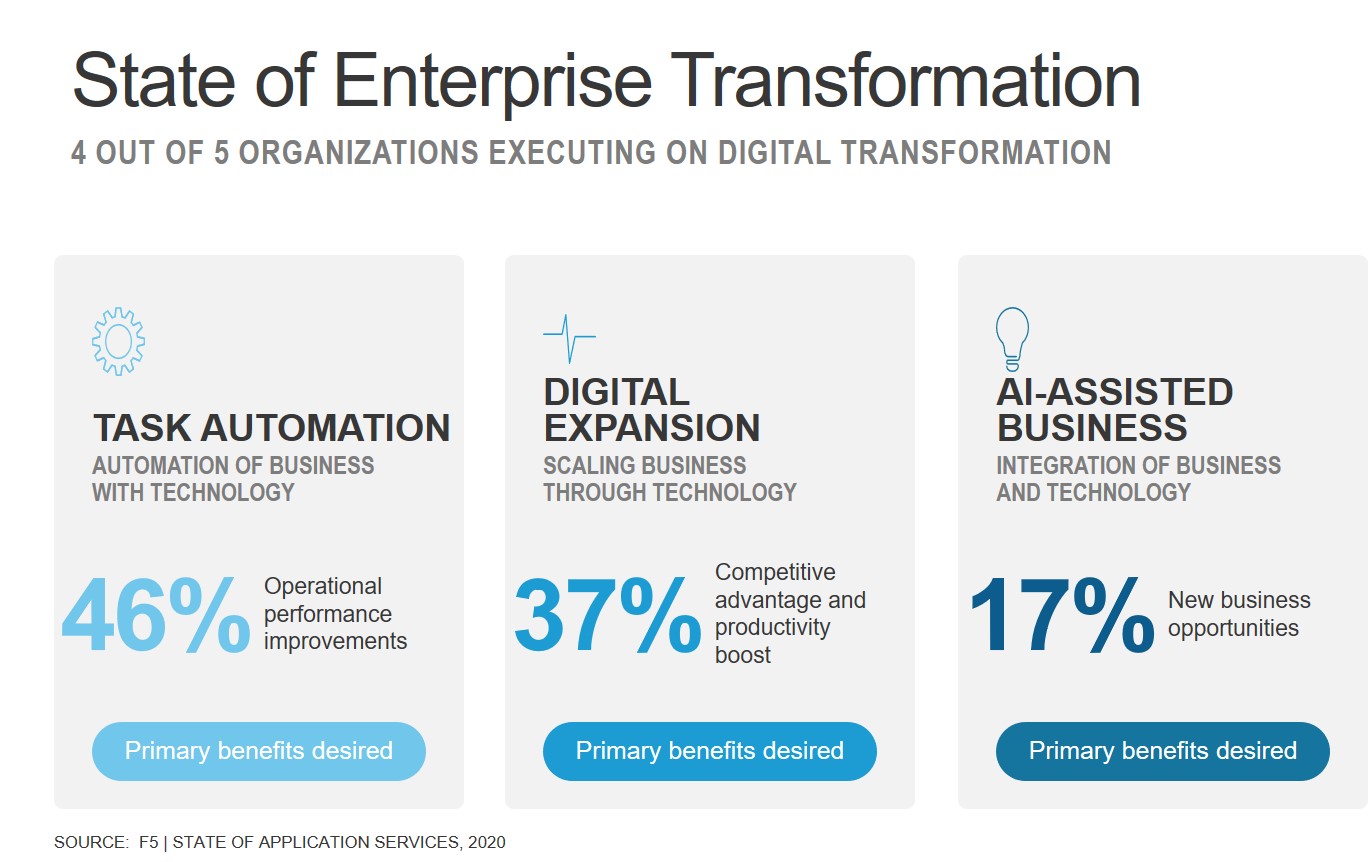 State of Enterprise Transformation
4 OUT OF 5 ORGANIZATIONS EXECUTING ON DIGITAL TRANSFORMATION
TASK AUTOMATION
AUTOMATION OF BUSINESS
WITH TECHNOLOGY
46%
Operational
performance
improvements
Primary benefits desired
DIGITAL
EXPANSION
SCALING BUSINESS
THROUGH TECHNOLOGY
37%
Competitive
advantage and
productivity
boost
Primary benefits desired
AI-ASSISTED
BUSINESS
INTEGRATION OF BUSINESS
AND TECHNOLOGY
17%
New business
opportunities
Primary benefits desired
SOURCE: F5 | STATE OF APPLICATION SERVICES, 2020